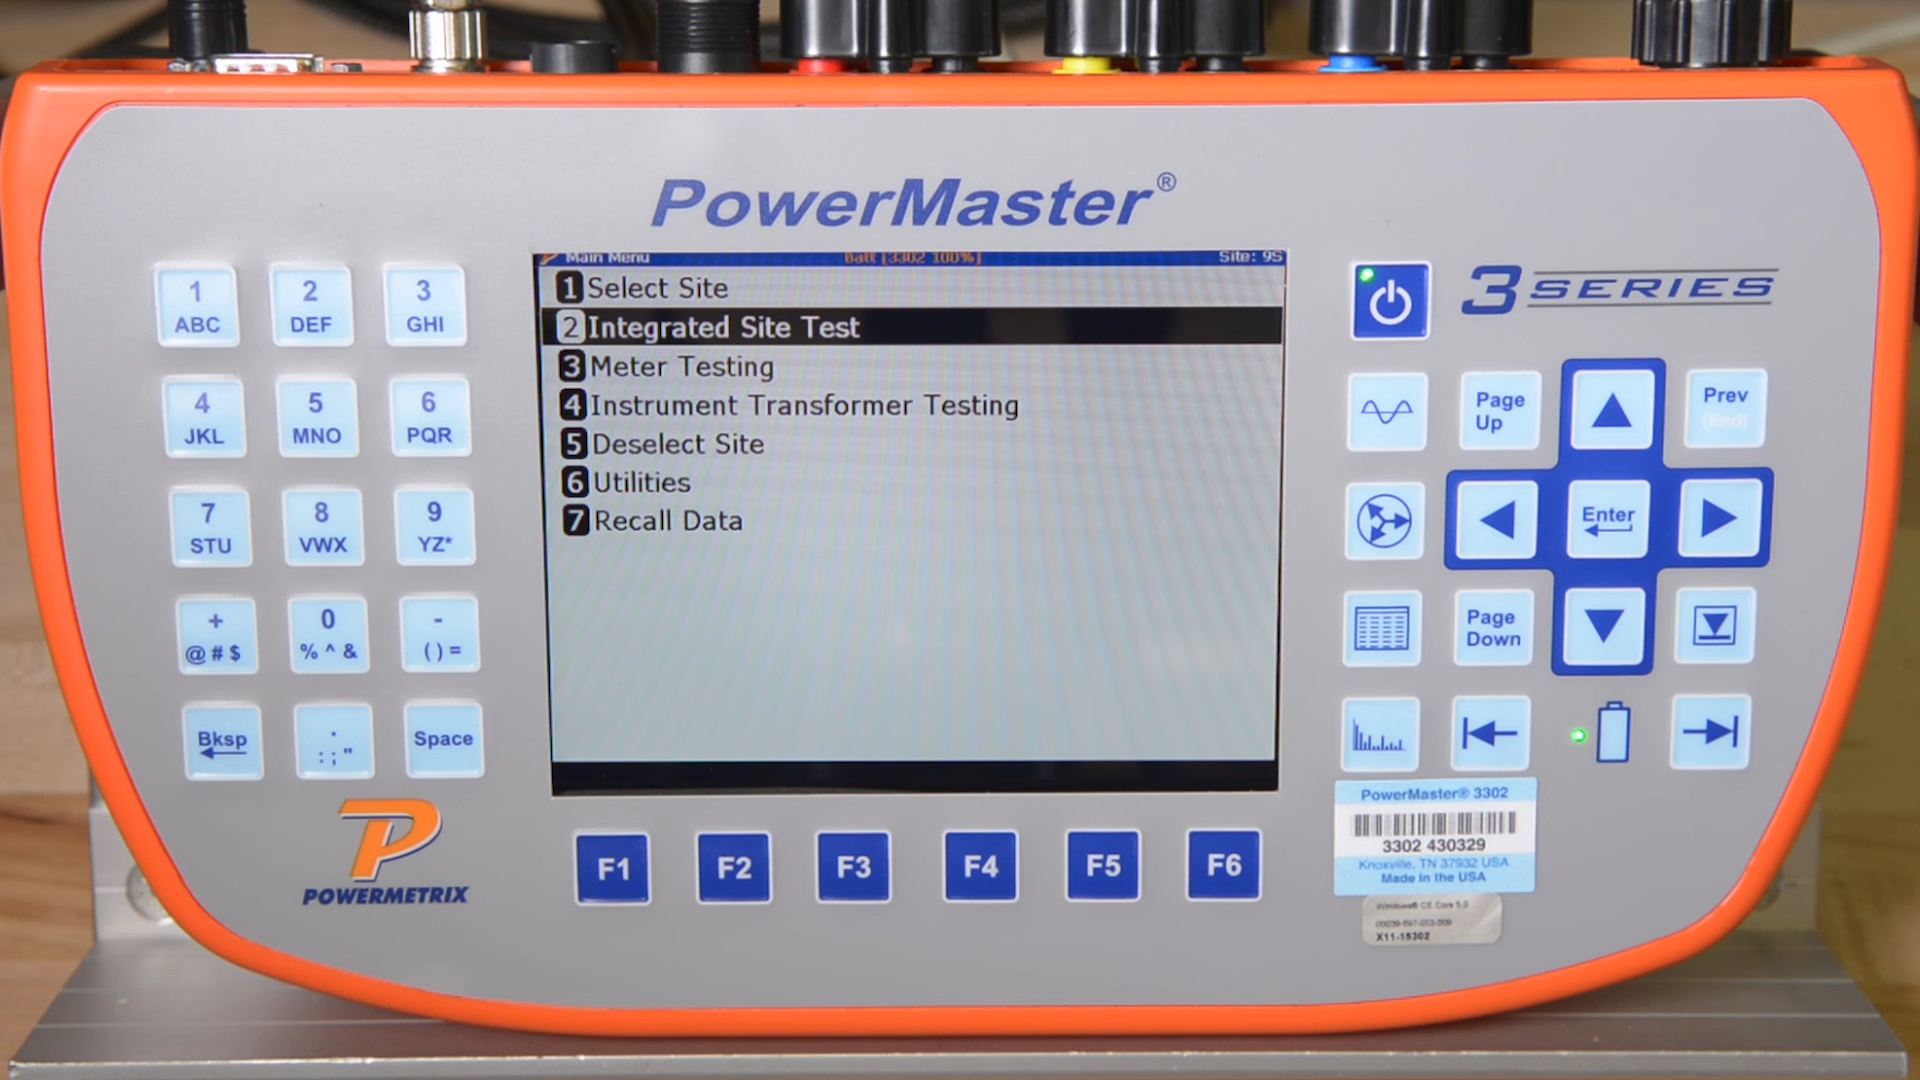 PowerMaster®
Main Menu Batt [3302 100%] Site: 9S
1 Select Site
2 Integrated Site Test
3 Meter Testing
4 Instrument Transformer Testing
5 Deselect Site
6 Utilities
7 Recall Data
1 2 3
ABC DEF GHI
4 5 6
JKL MNO PQR
7 8 9
STU VWX YZ*
+ 0 -
@ # $ % ^ & ( ) =
Bksp . Space
: ; "
POWERMETRIX
F1 F2 F3 F4 F5 F6
3 SERIES
Page Up
Prev
(End)
Enter
Page Down
PowerMaster® 3302
3302 430329
Knoxville, TN 37932 USA
Made in the USA
Windows® CE Core 5.0
X11-15302